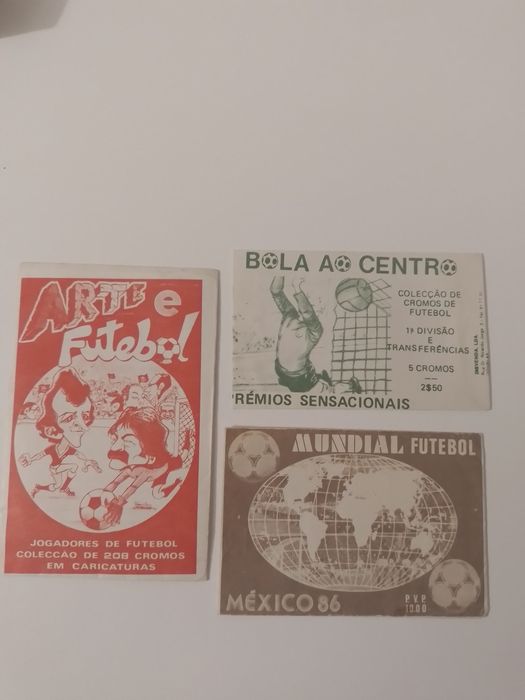 ARTE e
Futebol
JOGADORES DE FUTEBOL
COLECCÃO DE 208 CROMOS
EM CARICATURAS
BOLA AO CENTRO
COLECÇÃO DE
CROMOS DE
FUTEBOL
1ª DIVISÃO
E
TRANSFERÊNCIAS
5 CROMOS
2$50
PRÉMIOS SENSACIONAIS
MUNDIAL FUTEBOL
MÉXICO 86
P.V.P.
10.00